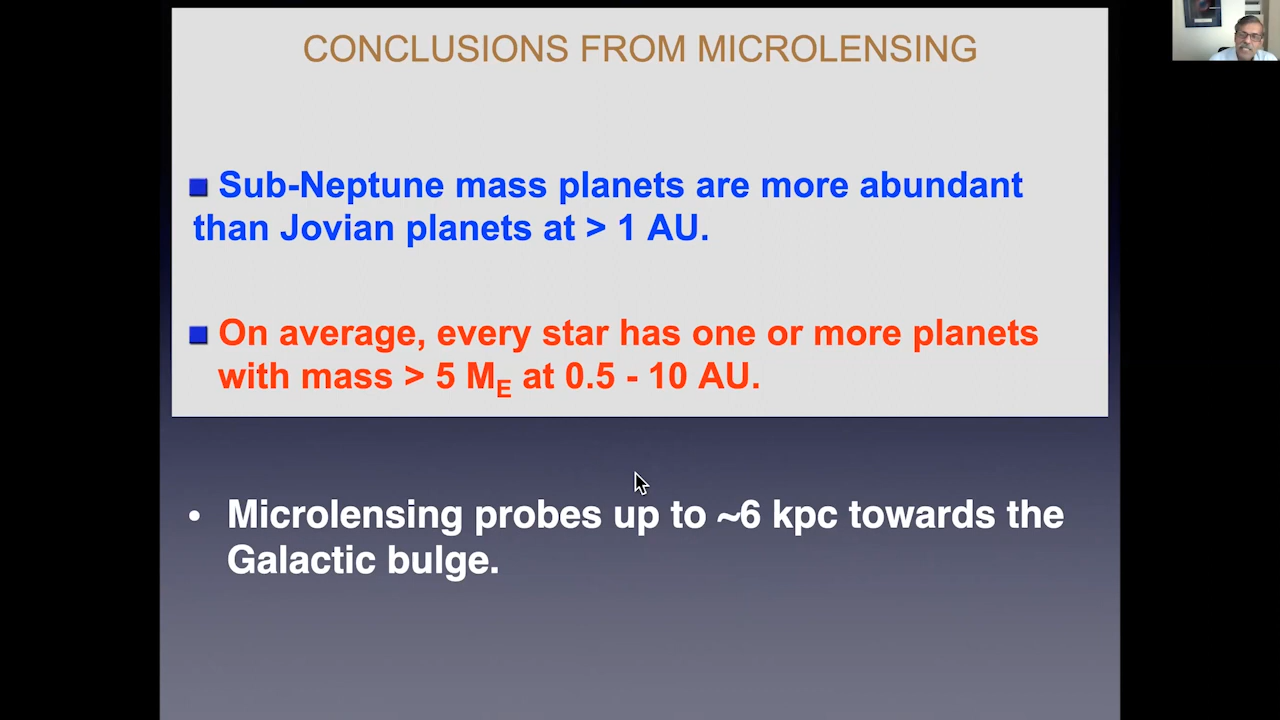 CONCLUSIONS FROM MICROLENSING
■ Sub-Neptune mass planets are more abundant
than Jovian planets at > 1 AU.
■ On average, every star has one or more planets
with mass > 5 M_E at 0.5 - 10 AU.
• Microlensing probes up to ~6 kpc towards the
Galactic bulge.